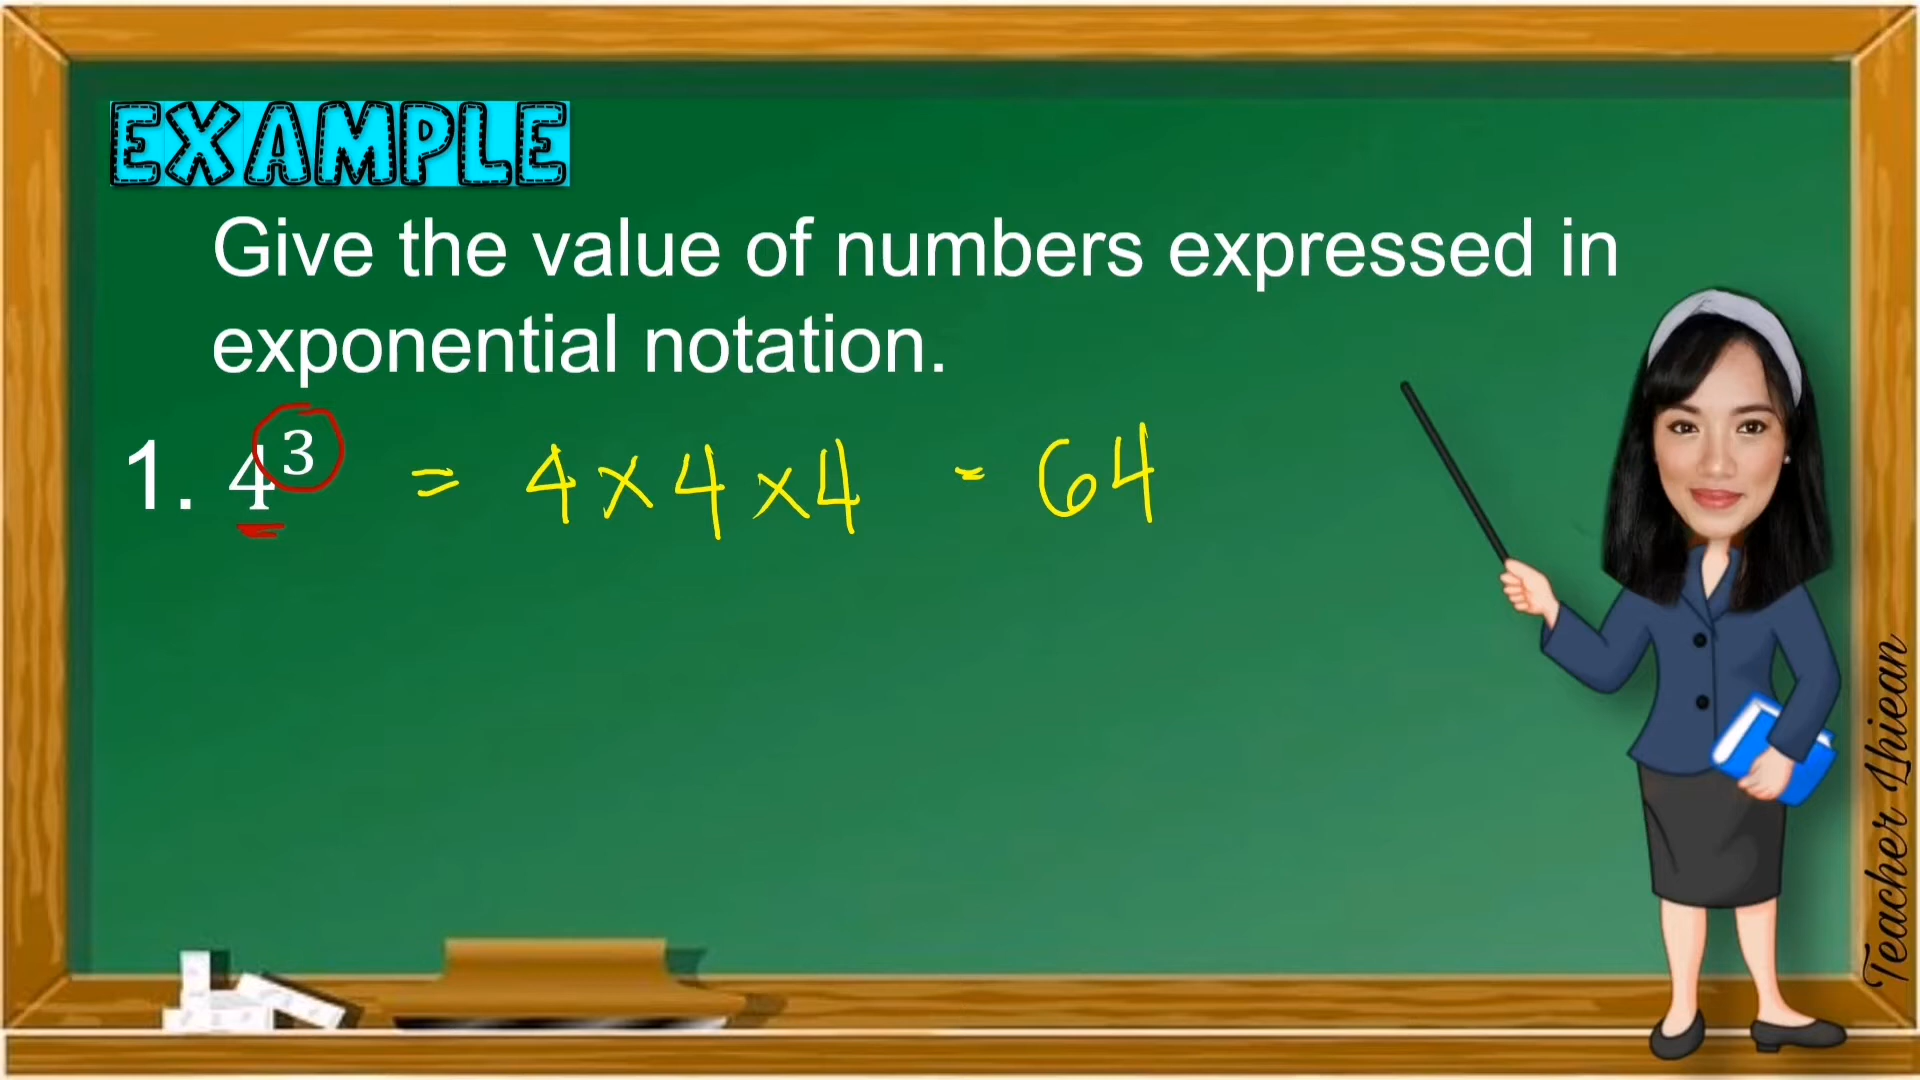 EXAMPLE
Give the value of numbers expressed in
exponential notation.
1. 4³ = 4 x 4 x 4 = 64
Teacher Lhiean